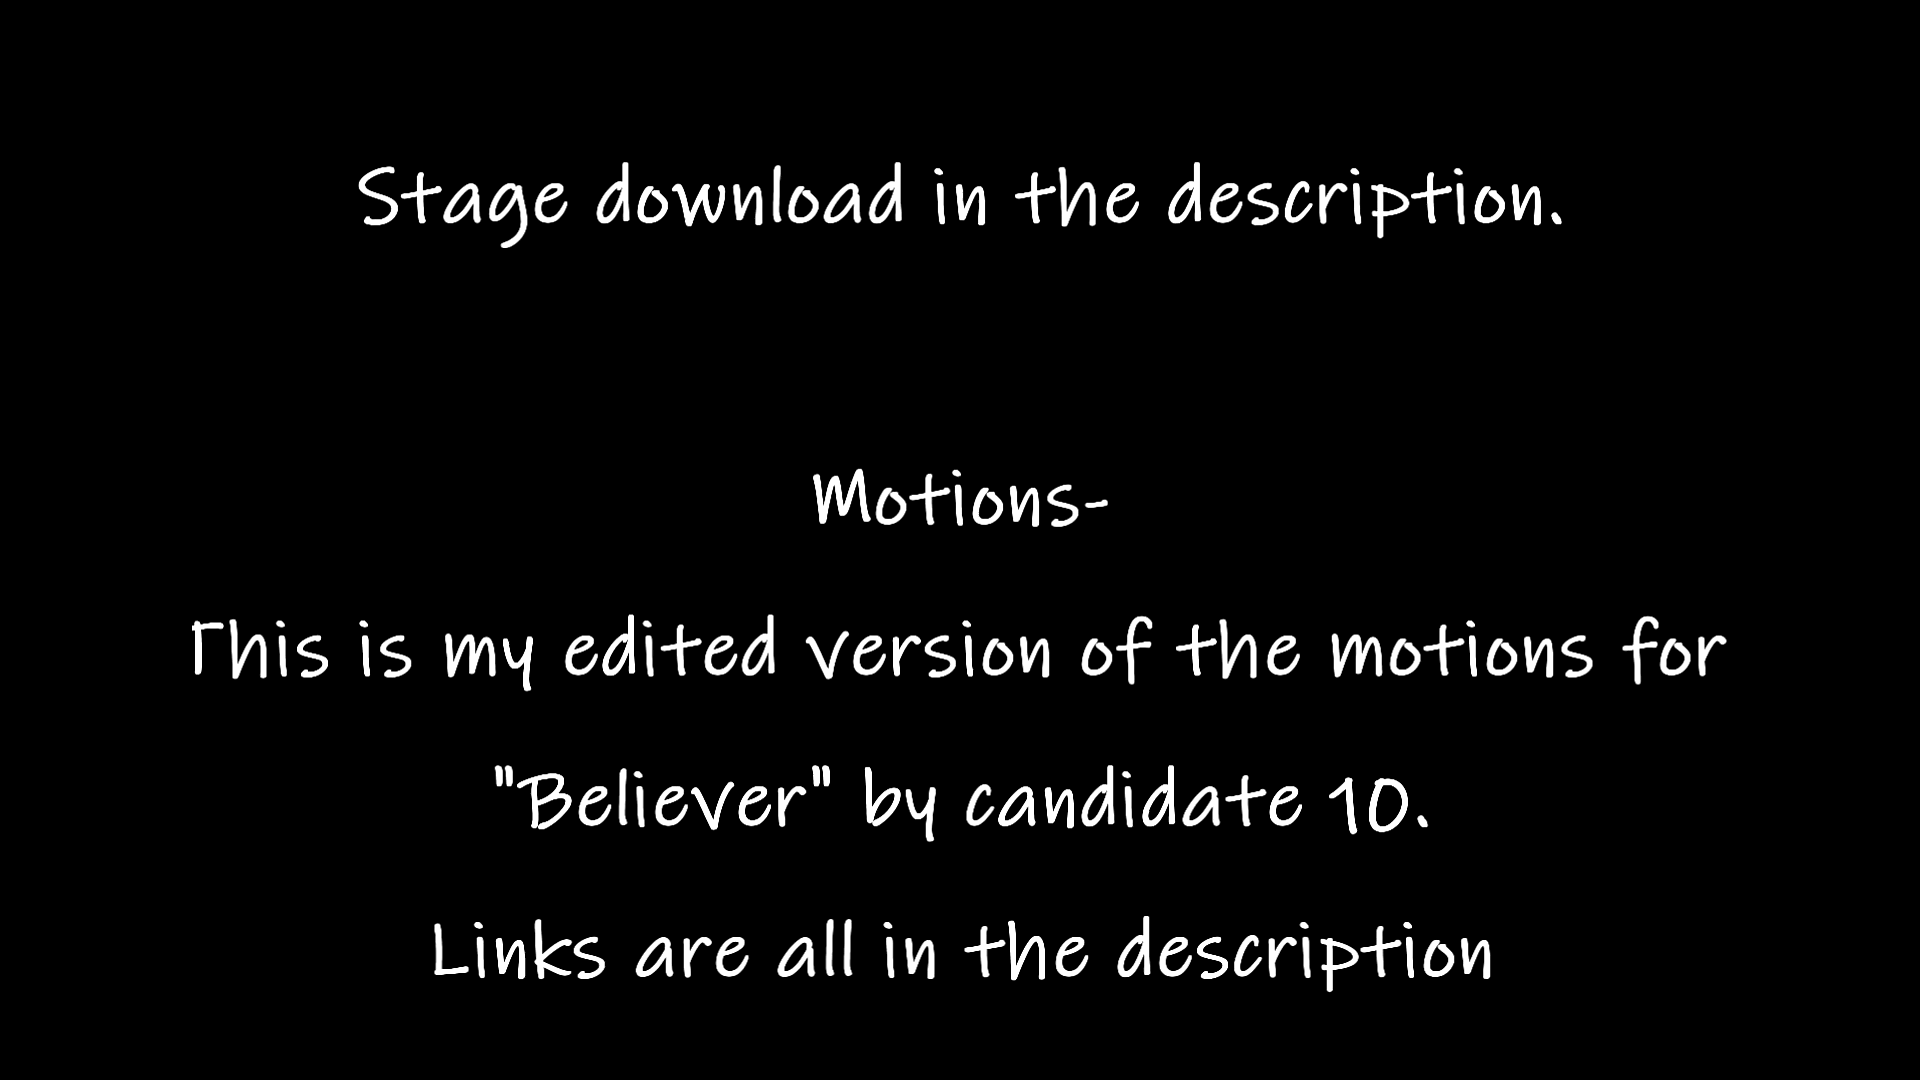 Stage download in the description.
Motions-
This is my edited version of the motions for
"Believer" by candidate 10.
Links are all in the description